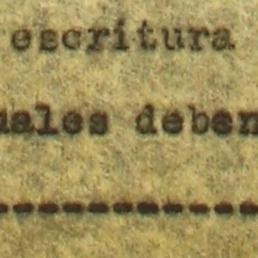 escritura
uales deben
----------